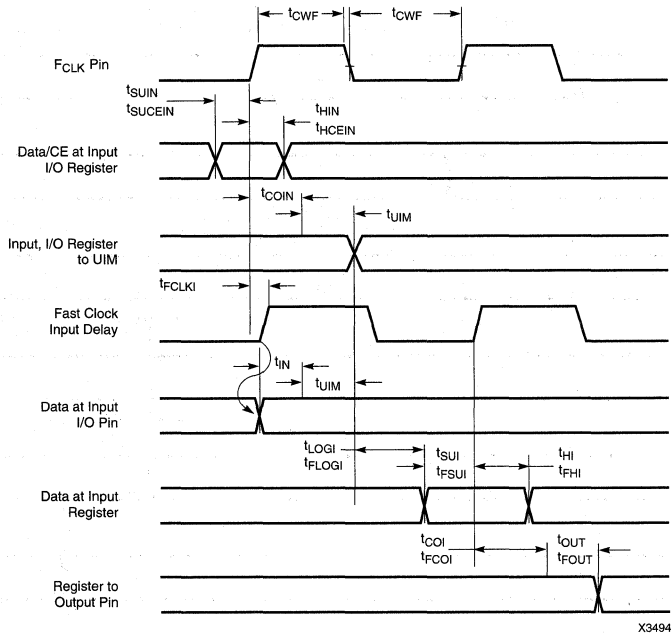 tCWF tCWF
FCLK Pin
tSUIN
tSUCEIN
tHIN
tHCEIN
Data/CE at Input
I/O Register
tCOIN
tUIM
Input, I/O Register
to UIM
tFCLKI
Fast Clock
Input Delay
tIN
tUIM
Data at Input
I/O Pin
tLOGI
tFLOGI
tSUI
tFSUI
tHI
tFHI
Data at Input
Register
tCOI
tFCOI
tOUT
tFOUT
Register to
Output Pin
X3494